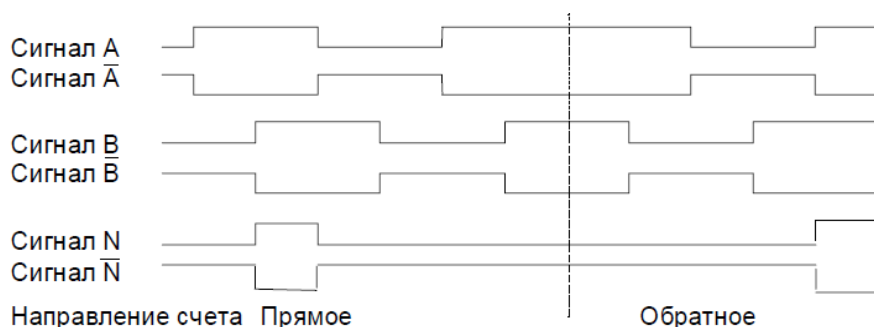 Сигнал A
Сигнал A̅
Сигнал B
Сигнал B̅
Сигнал N
Сигнал N̅
Направление счета Прямое Обратное